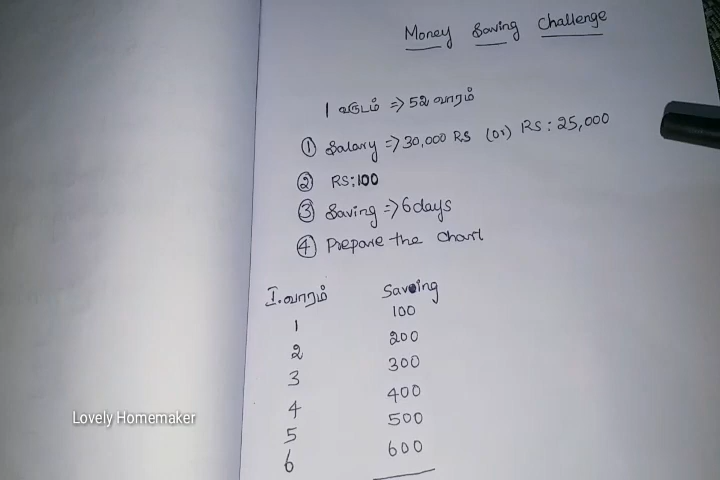 Money Saving Challenge
1 வருடம் => 52 வாரம்
① Salary => 30,000 RS (or) RS: 25,000
② RS:100
③ Saving => 6 days
④ Prepare the chart
I. வாரம் Saving
1 100
2 200
3 300
4 400
5 500
6 600
Lovely Homemaker